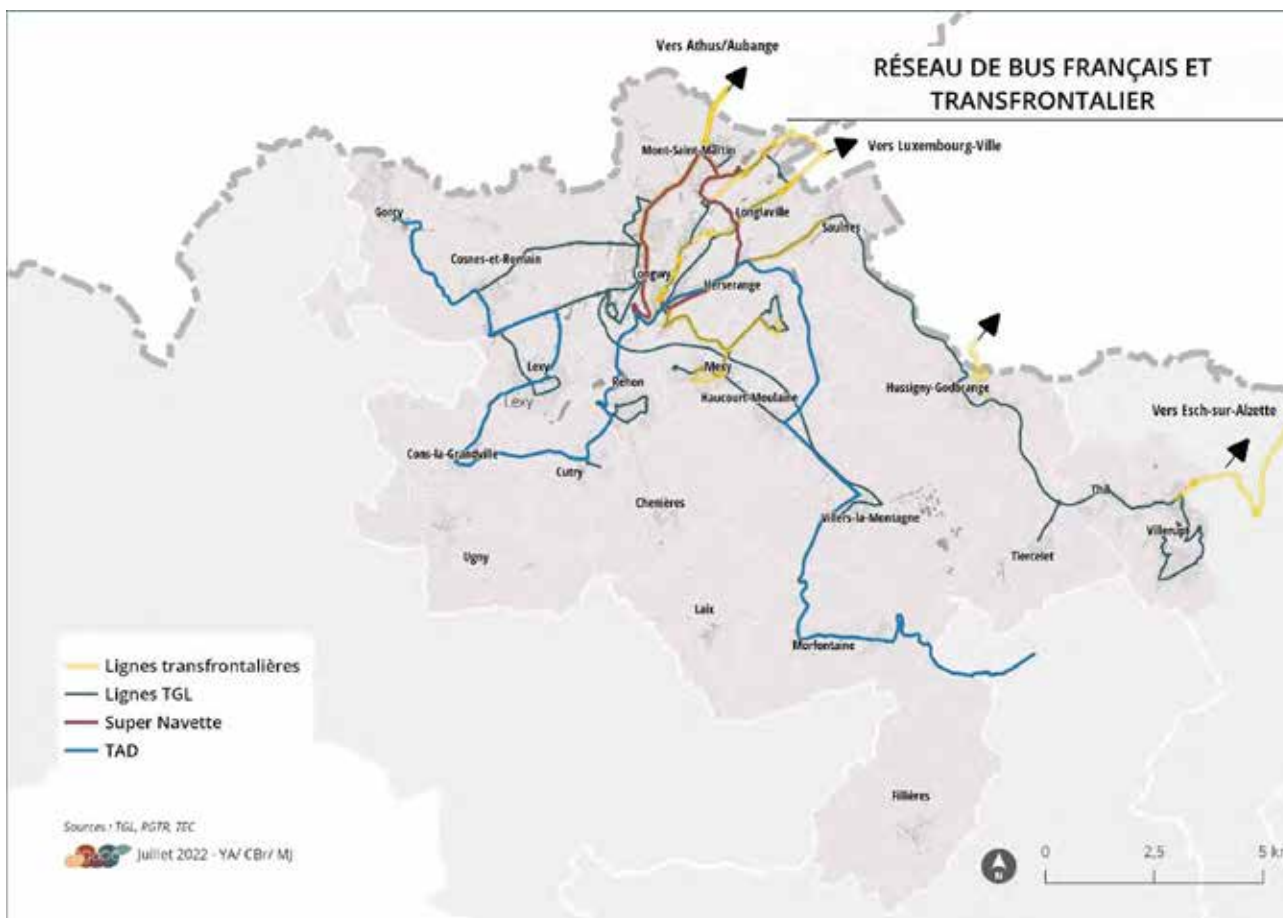 Vers Athus/Aubange
RÉSEAU DE BUS FRANÇAIS ET
TRANSFRONTALIER
Vers Luxembourg-Ville
Mont-Saint-Martin
Gorcy
Longlaville
Saulnes
Cosnes-et-Romain
Longwy
Herserange
Lexy
Lexy
Rehon
Mexy
Haucourt-Moulaine
Hussigny-Godbrange
Vers Esch-sur-Alzette
Cons-la-Grandville
Cutry
Chenières
Villers-la-Montagne
Thil
Villerupt
Ugny
Tiercelet
Laix
Morfontaine
Fillières
Lignes transfrontalières
Lignes TGL
Super Navette
TAD
Sources : TGL, RGTR, TEC
Juillet 2022 - YA/ CBr/ MJ
N
0 2,5 5 k